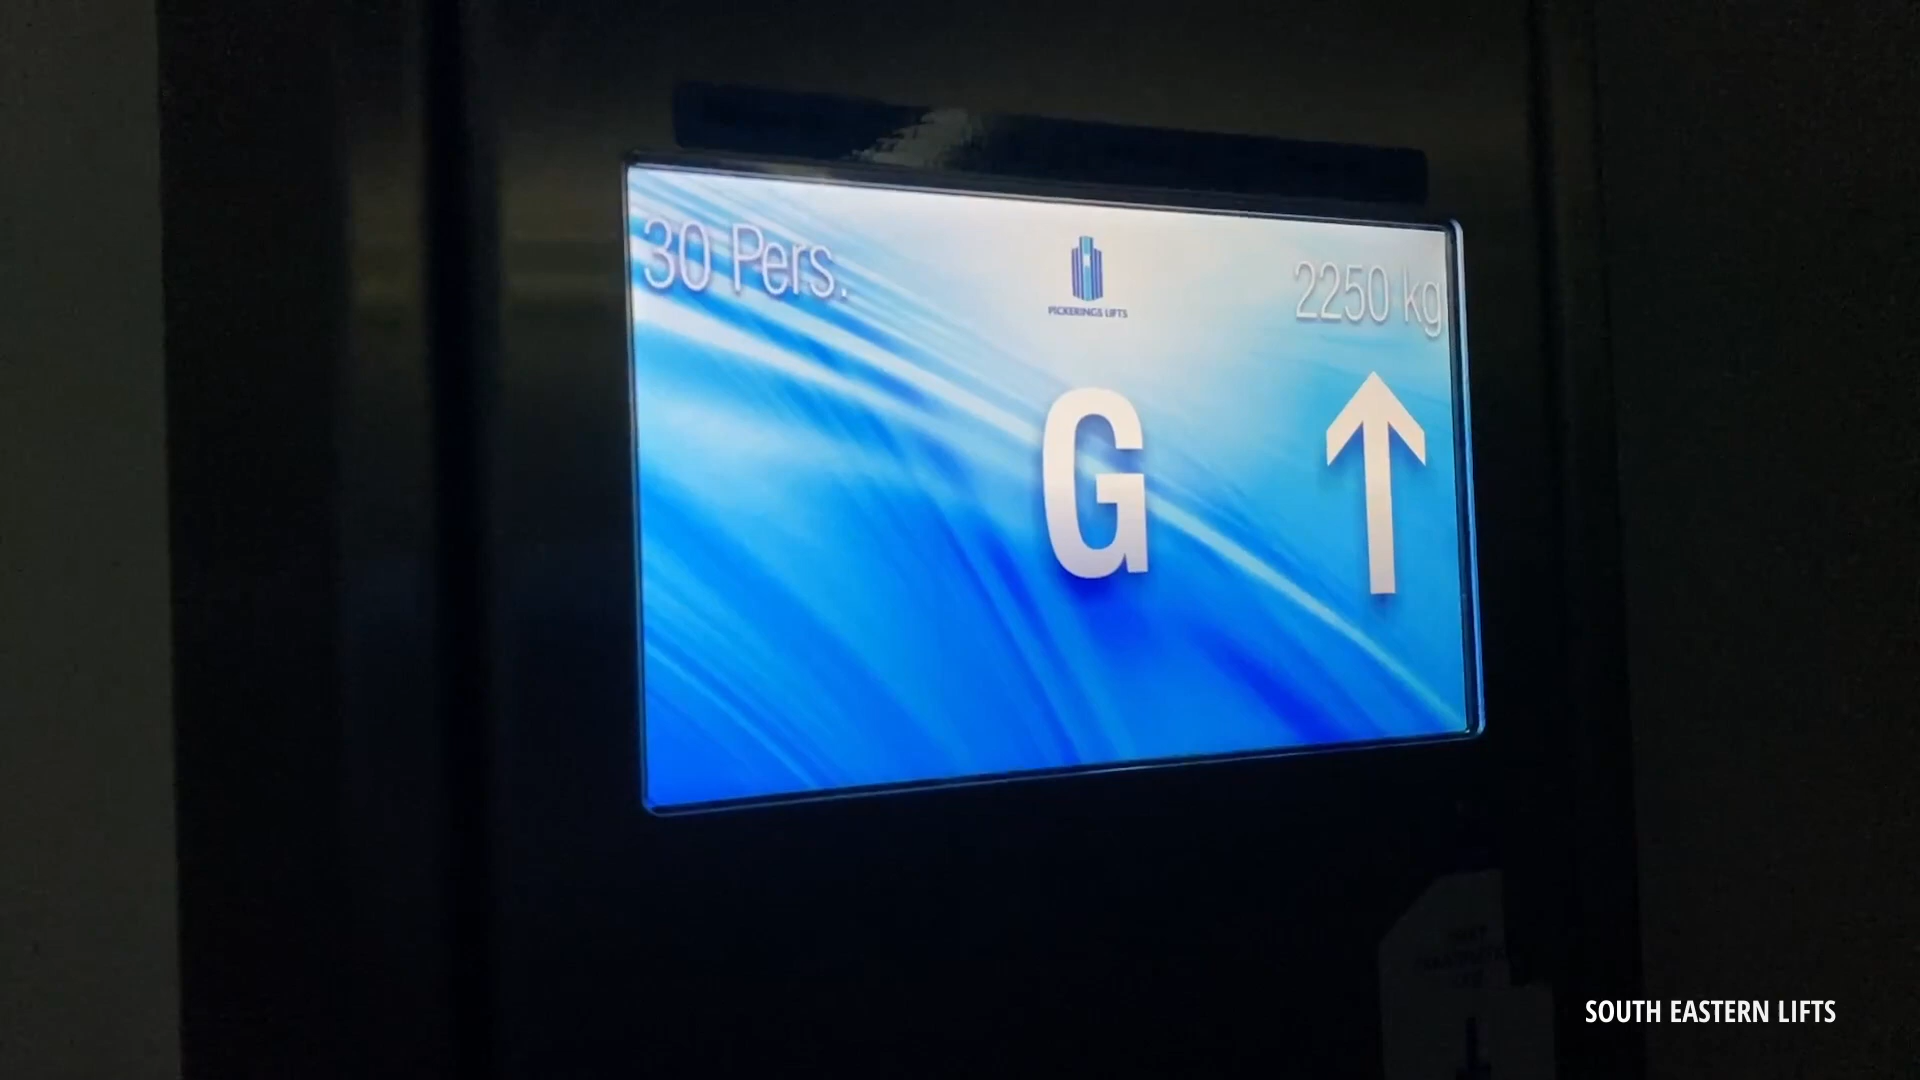 30 Pers.
PICKERINGS LIFTS
2250 kg
G
SOUTH EASTERN LIFTS